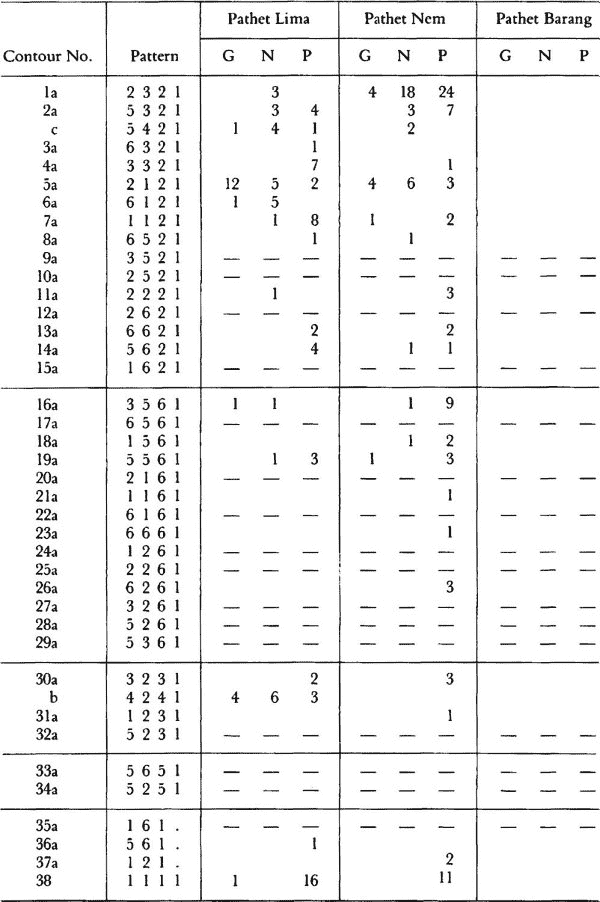 Pathet Lima Pathet Nem Pathet Barang
Contour No. Pattern G N P G N P G N P
1a 2 3 2 1 3 4 18 24
2a 5 3 2 1 3 4 3 7
c 5 4 2 1 1 4 1 2
3a 6 3 2 1 1
4a 3 3 2 1 7 1
5a 2 1 2 1 12 5 2 4 6 3
6a 6 1 2 1 1 5
7a 1 1 2 1 1 8 1 2
8a 6 5 2 1 1 1
9a 3 5 2 1 — — — — — — — — —
10a 2 5 2 1 — — — — — — — — —
11a 2 2 2 1 1 3
12a 2 6 2 1 — — — — — — — — —
13a 6 6 2 1 2 2
14a 5 6 2 1 4 1 1
15a 1 6 2 1 — — — — — — — — —
16a 3 5 6 1 1 1 1 9
17a 6 5 6 1 — — — — — — — — —
18a 1 5 6 1 1 2
19a 5 5 6 1 1 3 1 3
20a 2 1 6 1 — — — — — — — — —
21a 1 1 6 1 1
22a 6 1 6 1 — — — — — — — — —
23a 6 6 6 1 1
24a 1 2 6 1 — — — — — — — — —
25a 2 2 6 1 — — — — — — — — —
26a 6 2 6 1 3
27a 3 2 6 1 — — — — — — — — —
28a 5 2 6 1 — — — — — — — — —
29a 5 3 6 1 — — — — — — — — —
30a 3 2 3 1 2 3
b 4 2 4 1 4 6 3
31a 1 2 3 1 1
32a 5 2 3 1 — — — — — — — — —
33a 5 6 5 1 — — — — — — — — —
34a 5 2 5 1 — — — — — — — — —
35a 1 6 1 . — — — — — — — — —
36a 5 6 1 . 1
37a 1 2 1 . 2
38 1 1 1 1 1 16 11